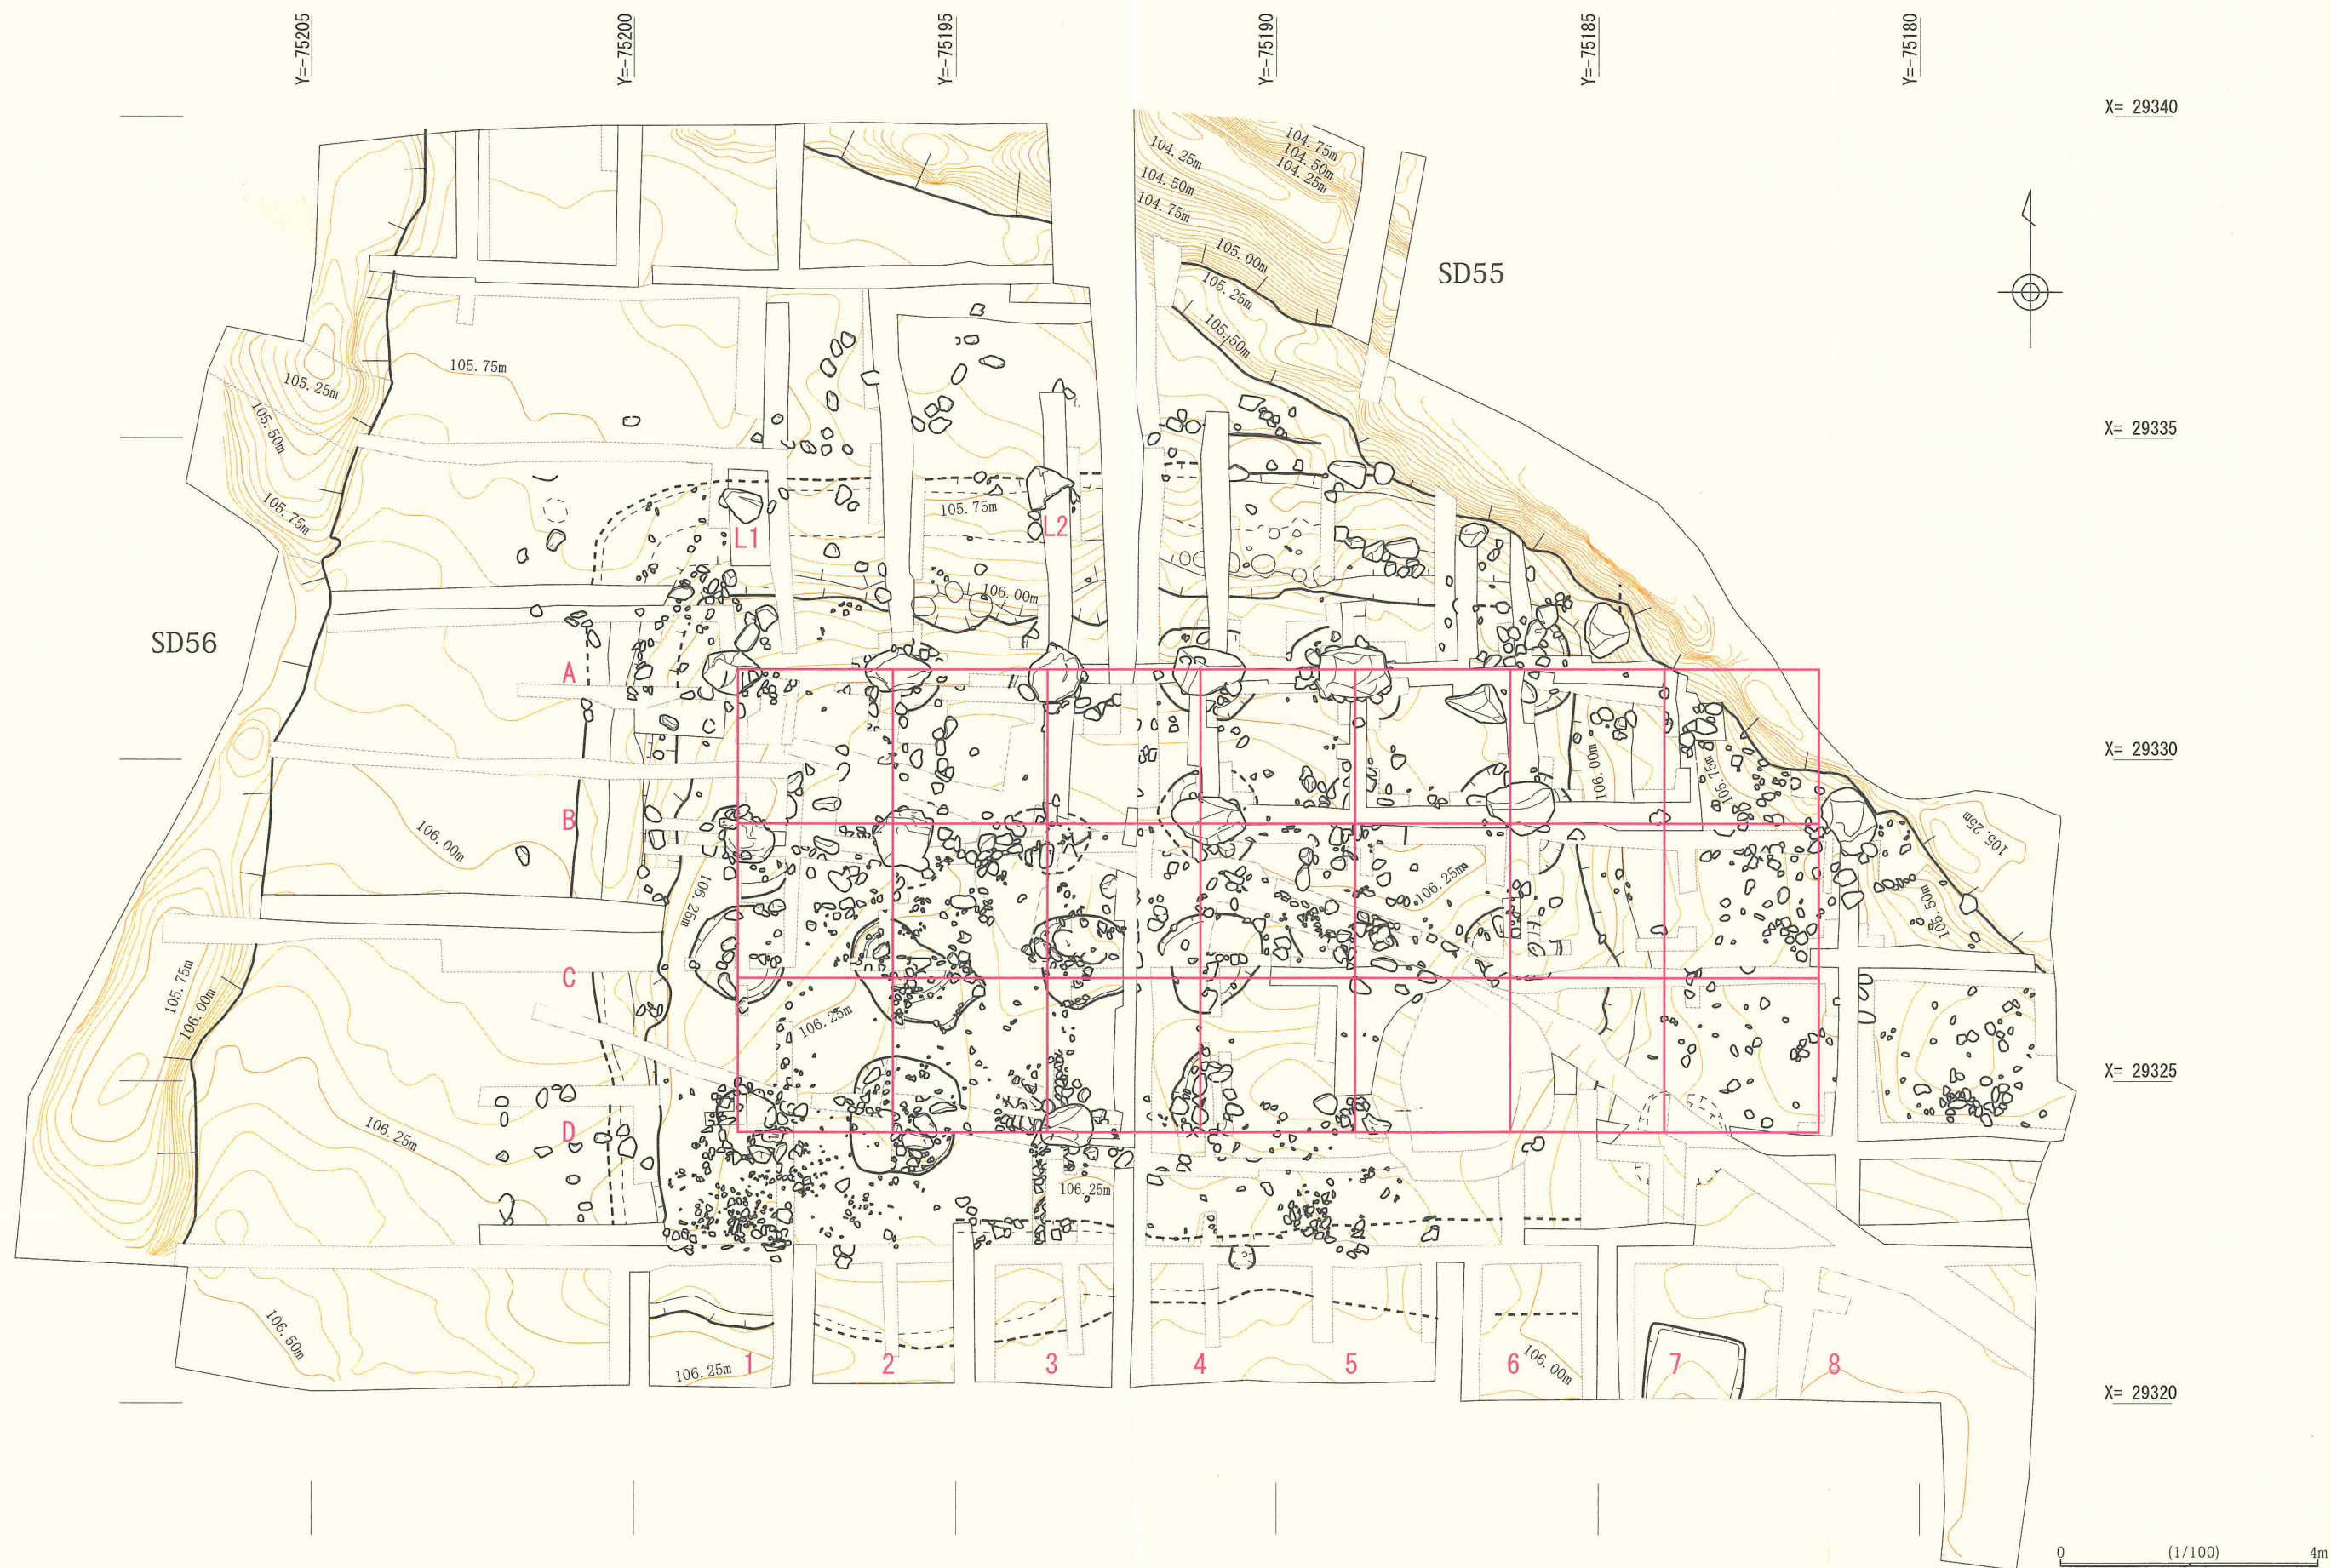 Y=-75205
Y=-75200
Y=-75195
Y=-75190
Y=-75185
Y=-75180
X= 29340
104.75m
104.50m
104.25m
104.25m
104.50m
104.75m
105.00m
105.25m
105.50m
SD55
105.75m
105.25m
105.50m
105.75m
X= 29335
L1
105.75m
L2
106.00m
SD56
A
X= 29330
106.00m
105.75m
B
106.00m
106.25m
106.25m
105.25m
105.50m
C
105.75m
106.00m
106.25m
X= 29325
D
106.25m
106.25m
106.50m
106.25m
106.00m
1
2
3
4
5
6
7
8
X= 29320
0
(1/100)
4m